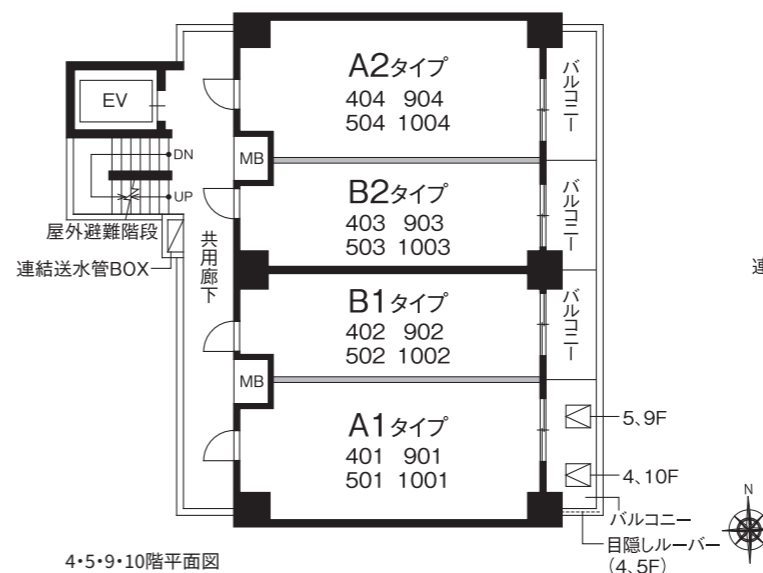 A2タイプ
404 904
504 1004
バルコニー
EV
DN
MB
UP
B2タイプ
403 903
503 1003
バルコニー
屋外避難階段
連結送水管BOX
共用廊下
連
B1タイプ
402 902
502 1002
バルコニー
MB
A1タイプ
401 901
501 1001
5、9F
4、10F
バルコニー
目隠しルーバー
(4、5F)
N
4・5・9・10階平面図